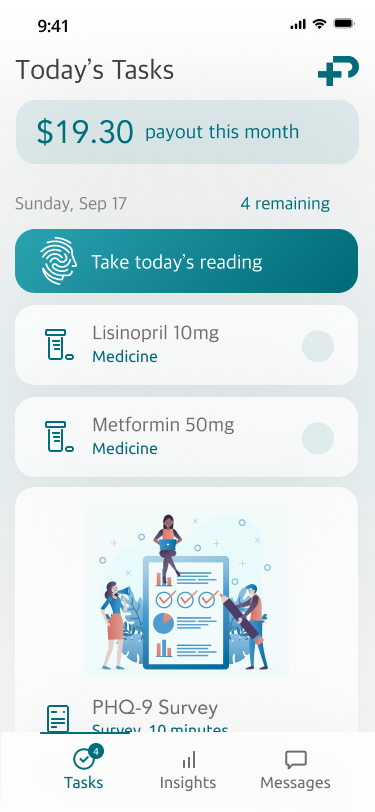 9:41
Today's Tasks
$19.30 payout this month
Sunday, Sep 17 4 remaining
Take today's reading
Lisinopril 10mg
Medicine
Metformin 50mg
Medicine
PHQ-9 Survey
Survey, 10 minutes
4
Tasks Insights Messages